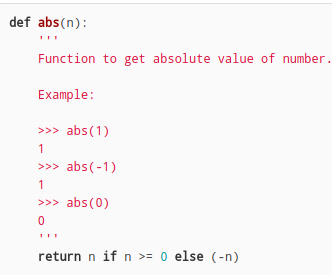 def abs(n):
    '''
    Function to get absolute value of number.

    Example:

    >>> abs(1)
    1
    >>> abs(-1)
    1
    >>> abs(0)
    0
    '''
    return n if n >= 0 else (-n)